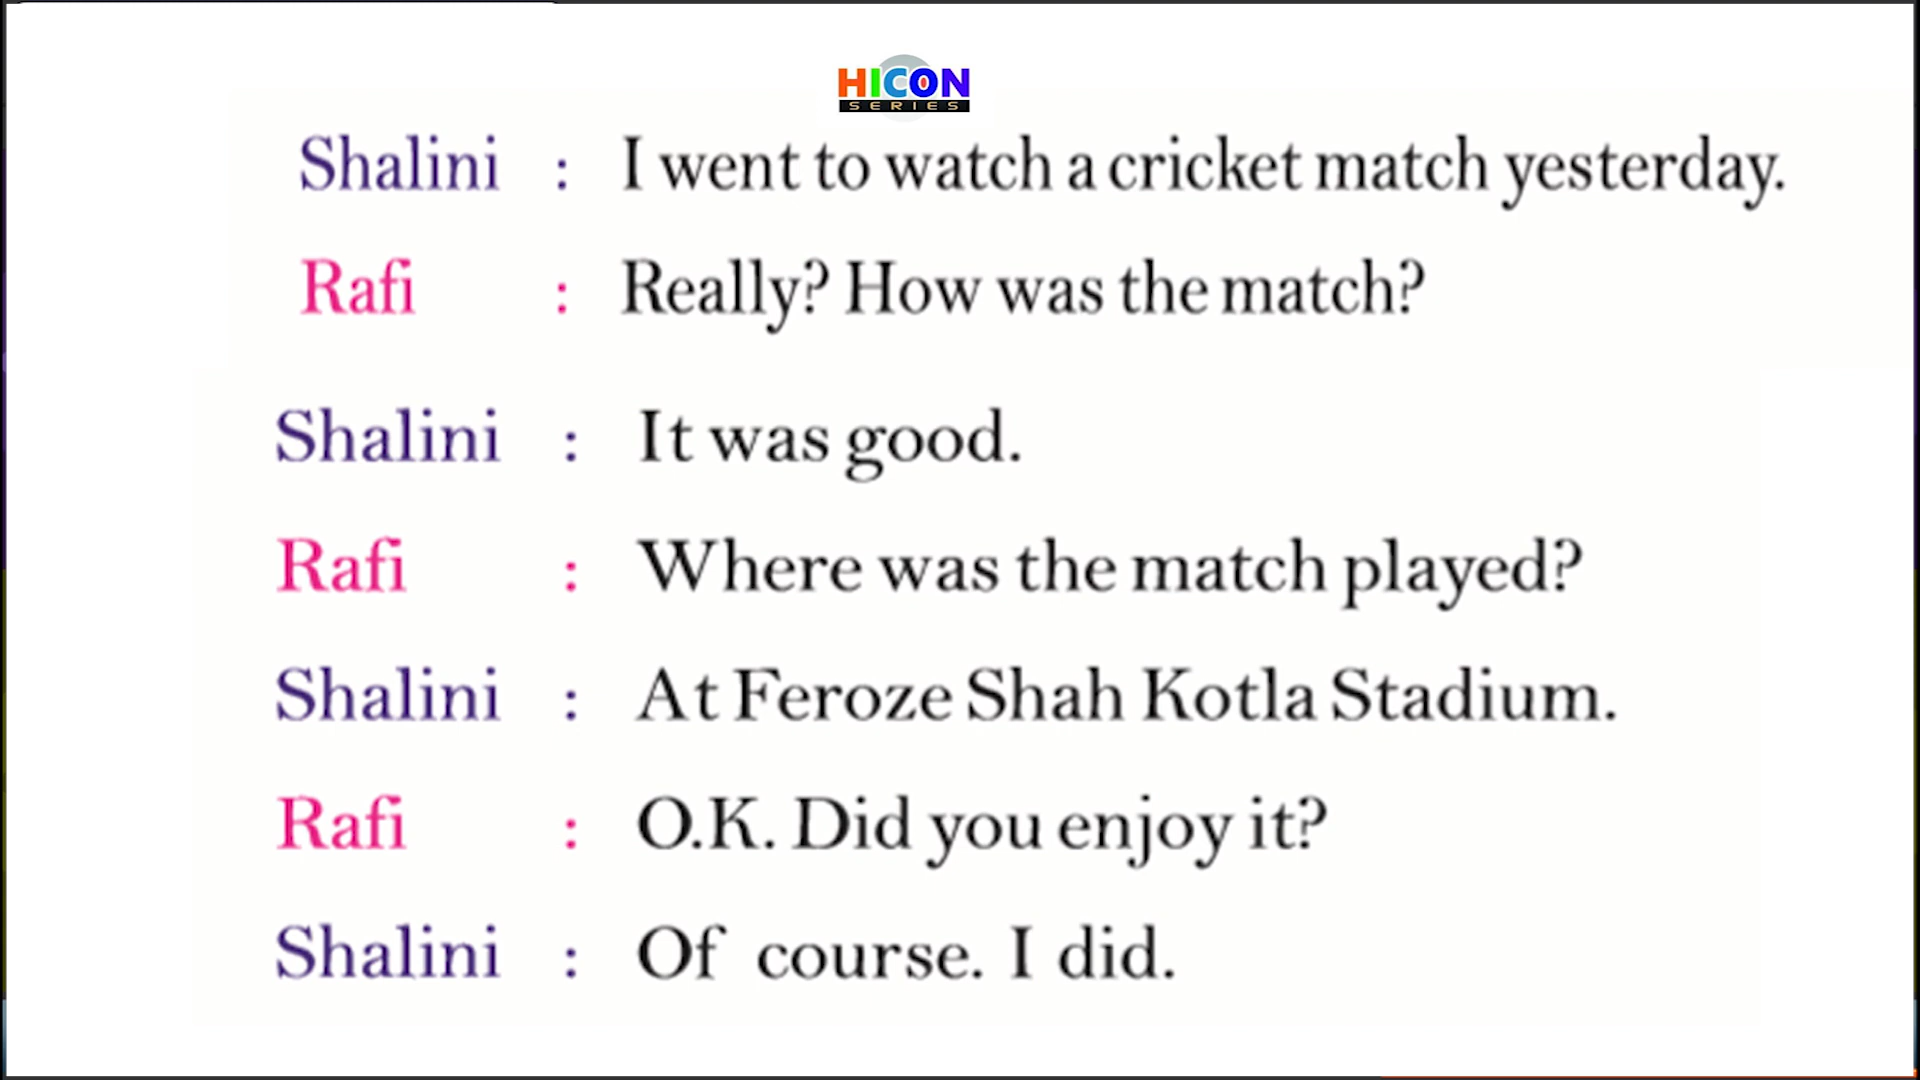 HICON
SERIES
Shalini : I went to watch a cricket match yesterday.
Rafi : Really? How was the match?
Shalini : It was good.
Rafi : Where was the match played?
Shalini : At Feroze Shah Kotla Stadium.
Rafi : O.K. Did you enjoy it?
Shalini : Of course. I did.